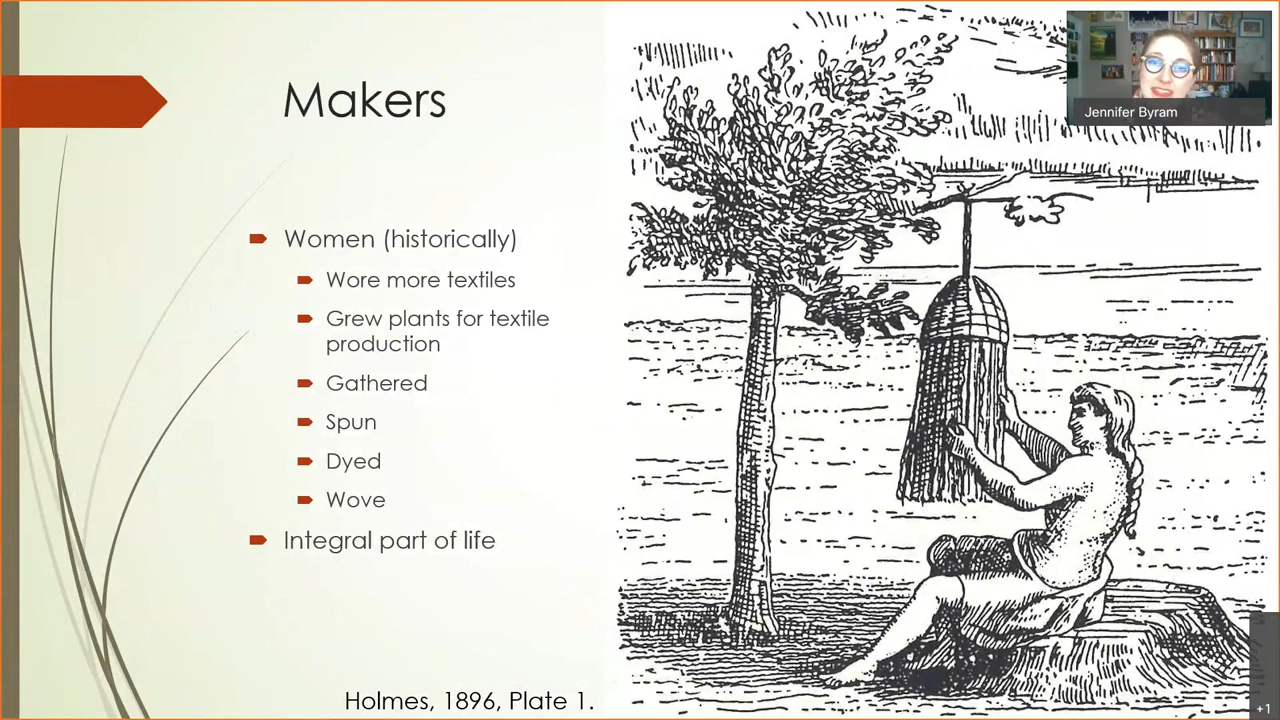 Makers
Women (historically)
Wore more textiles
Grew plants for textile
production
Gathered
Spun
Dyed
Wove
Integral part of life
Holmes, 1896, Plate 1.
Jennifer Byram
+1